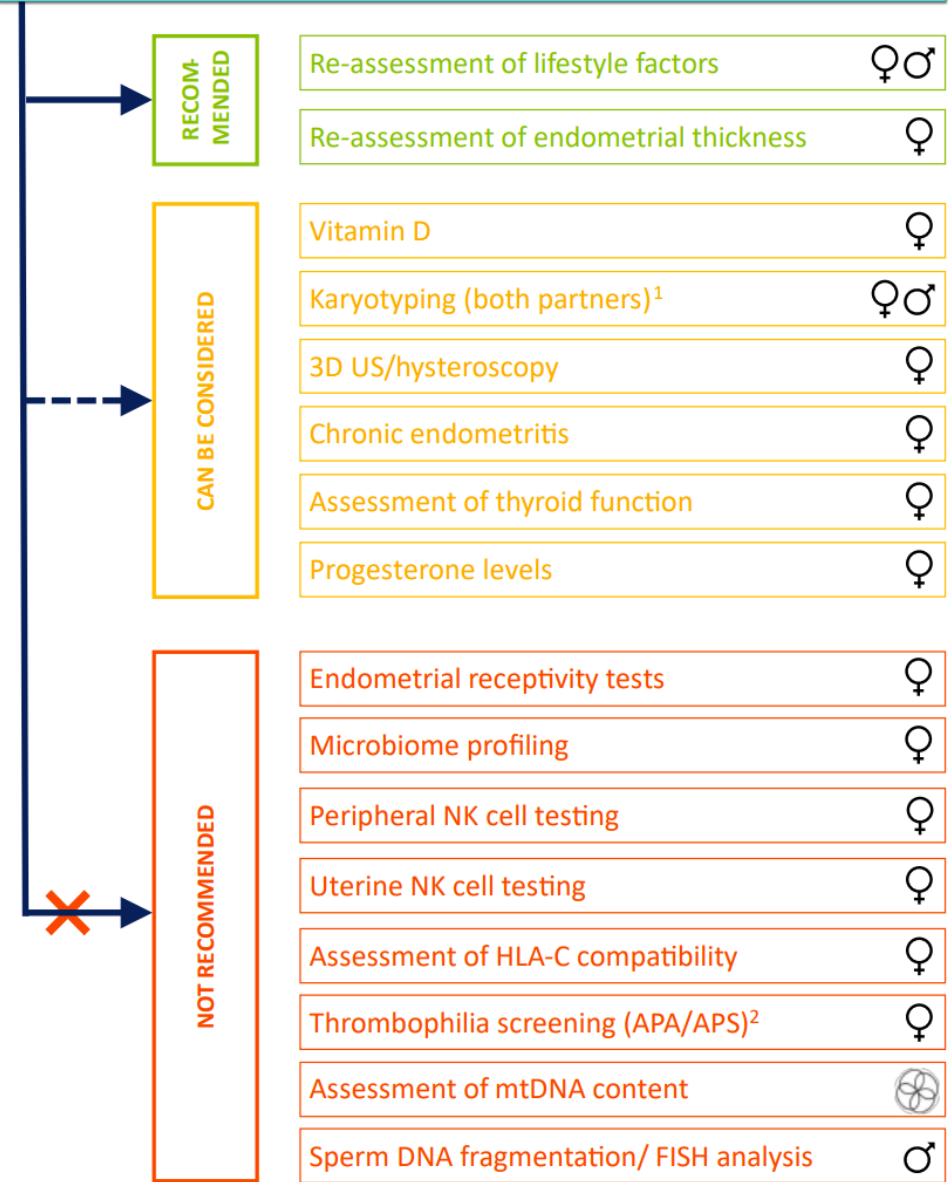 RECOM-
MENDED
Re-assessment of lifestyle factors
Re-assessment of endometrial thickness
CAN BE CONSIDERED
Vitamin D
Karyotyping (both partners)¹
3D US/hysteroscopy
Chronic endometritis
Assessment of thyroid function
Progesterone levels
NOT RECOMMENDED
Endometrial receptivity tests
Microbiome profiling
Peripheral NK cell testing
Uterine NK cell testing
Assessment of HLA-C compatibility
Thrombophilia screening (APA/APS)²
Assessment of mtDNA content
Sperm DNA fragmentation/ FISH analysis